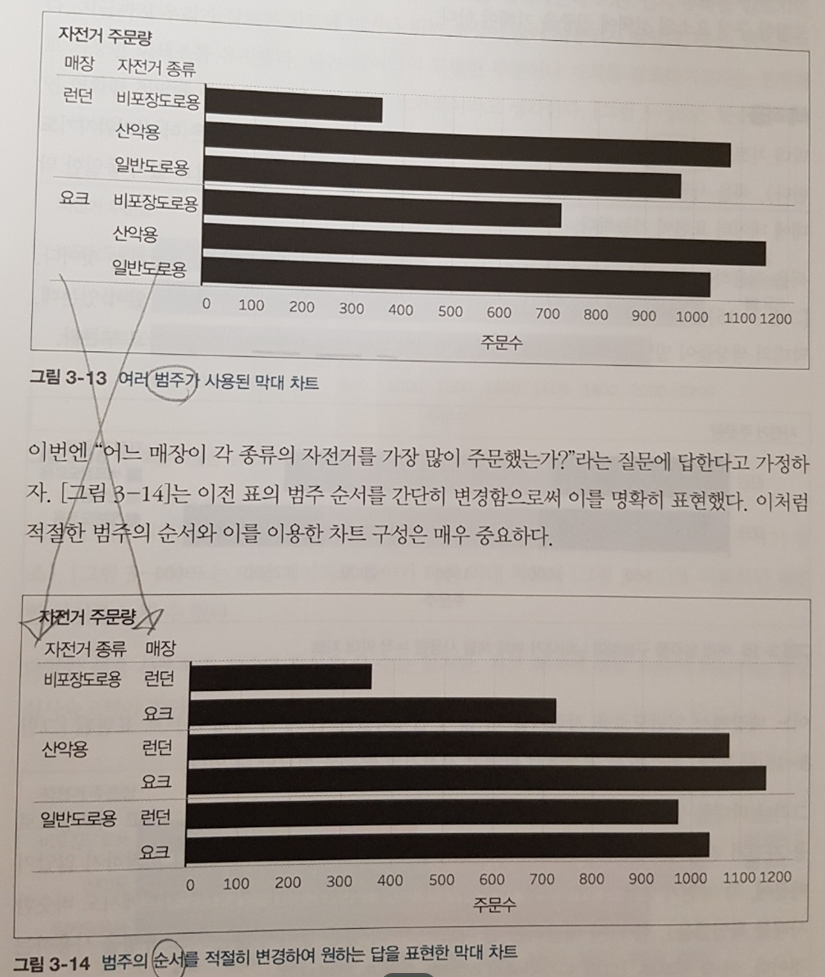 자전거 주문량
매장 자전거 종류
런던 비포장도로용
산악용
일반도로용
요크 비포장도로용
산악용
일반도로용
0 100 200 300 400 500 600 700 800 900 1000 1100 1200
주문수
그림 3-13 여러 범주가 사용된 막대 차트
이번엔 “어느 매장이 각 종류의 자전거를 가장 많이 주문했는가?”라는 질문에 답한다고 가정하
자. [그림 3-14]는 이전 표의 범주 순서를 간단히 변경함으로써 이를 명확히 표현했다. 이처럼
적절한 범주의 순서와 이를 이용한 차트 구성은 매우 중요하다.
자전거 주문량
자전거 종류 매장
비포장도로용 런던
요크
산악용 런던
요크
일반도로용 런던
요크
0 100 200 300 400 500 600 700 800 900 1000 1100 1200
주문수
그림 3-14 범주의 순서를 적절히 변경하여 원하는 답을 표현한 막대 차트